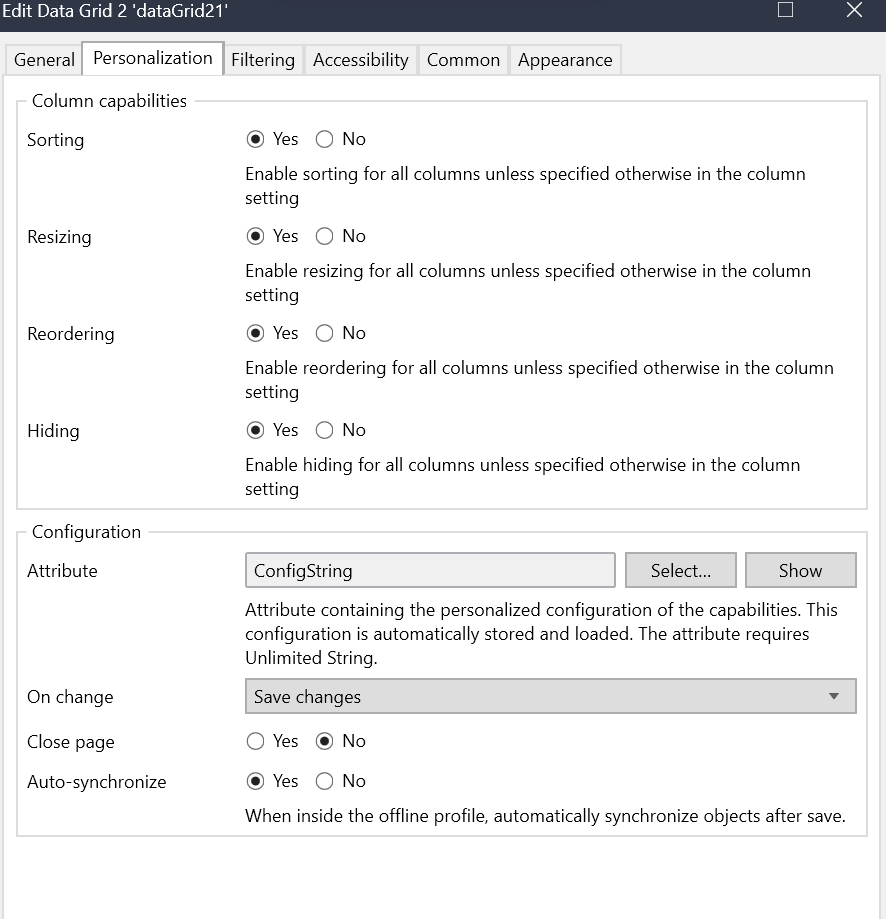 Edit Data Grid 2 'dataGrid21'
General Personalization Filtering Accessibility Common Appearance
Column capabilities
Sorting Yes No
Enable sorting for all columns unless specified otherwise in the column
setting
Resizing Yes No
Enable resizing for all columns unless specified otherwise in the column
setting
Reordering Yes No
Enable reordering for all columns unless specified otherwise in the column
setting
Hiding Yes No
Enable hiding for all columns unless specified otherwise in the column
setting
Configuration
Attribute ConfigString Select... Show
Attribute containing the personalized configuration of the capabilities. This
configuration is automatically stored and loaded. The attribute requires
Unlimited String.
On change Save changes
Close page Yes No
Auto-synchronize Yes No
When inside the offline profile, automatically synchronize objects after save.